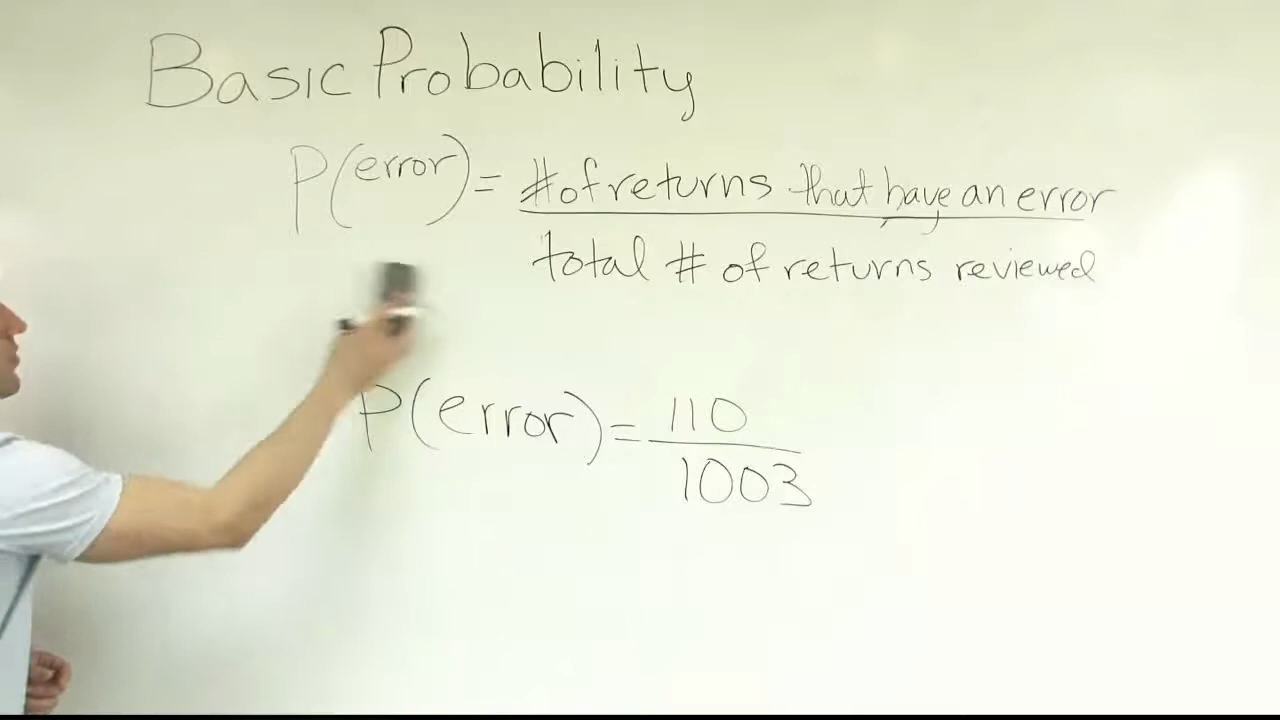 Basic Probability
P(error) = # of returns that have an error
total # of returns reviewed
P(error) = 110
1003